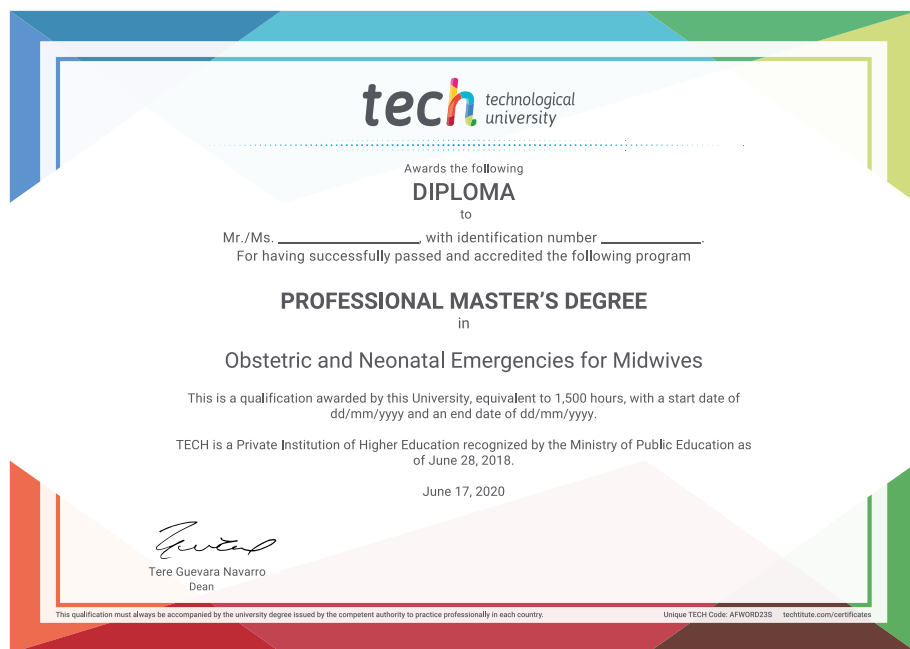 tech technological university
Awards the following
DIPLOMA
to
Mr./Ms. ____________________, with identification number ______________.
For having successfully passed and accredited the following program
PROFESSIONAL MASTER’S DEGREE
in
Obstetric and Neonatal Emergencies for Midwives
This is a qualification awarded by this University, equivalent to 1,500 hours, with a start date of
dd/mm/yyyy and an end date of dd/mm/yyyy.
TECH is a Private Institution of Higher Education recognized by the Ministry of Public Education as
of June 28, 2018.
June 17, 2020
Tere Guevara Navarro
Dean
This qualification must always be accompanied by the university degree issued by the competent authority to practice professionally in each country.
Unique TECH Code: AFWORD23S techtitute.com/certificates